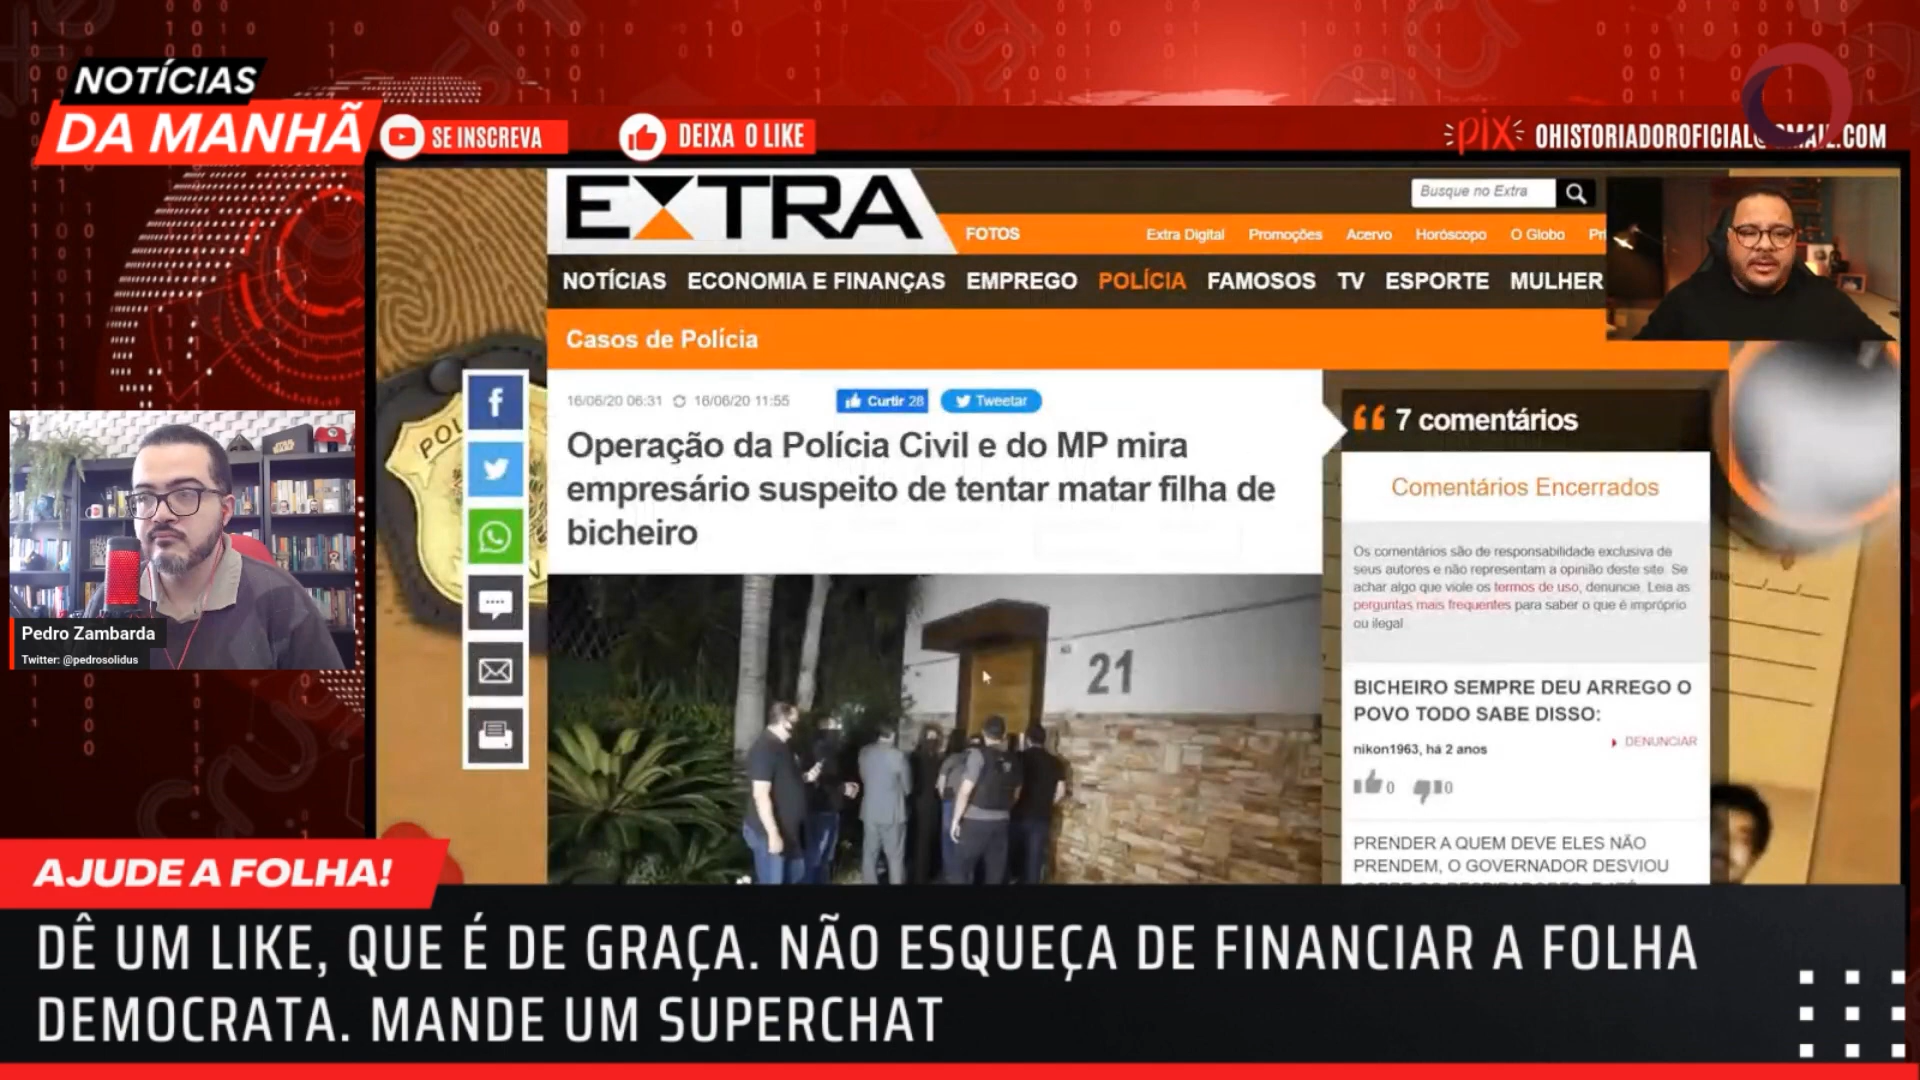 NOTÍCIAS
DA MANHÃ
SE INSCREVA
DEIXA O LIKE
PIX
EXTRA
Busque no Extra
FOTOS
Extra Digital Promoções Acervo Horóscopo O Globo
NOTÍCIAS ECONOMIA E FINANÇAS EMPREGO POLÍCIA FAMOSOS TV ESPORTE MULHER
Casos de Polícia
16/06/20 06:31 16/06/20 11:55
Curtir 28
Tweetar
Operação da Polícia Civil e do MP mira
empresário suspeito de tentar matar filha de
bicheiro
21
7 comentários
Comentários Encerrados
Os comentários são de responsabilidade exclusiva de
seus autores e não representam a opinião deste site. Se
achar algo que viole os termos de uso, denuncie. Leia as
perguntas mais frequentes para saber o que é impróprio
ou ilegal
BICHEIRO SEMPRE DEU ARREGO O
POVO TODO SABE DISSO:
nikon1963, há 2 anos
DENUNCIAR
0 0
PRENDER A QUEM DEVE ELES NÃO
PRENDEM, O GOVERNADOR DESVIOU
Pedro Zambarda
Twitter: @pedrosolidus
AJUDE A FOLHA!
DÊ UM LIKE, QUE É DE GRAÇA. NÃO ESQUEÇA DE FINANCIAR A FOLHA
DEMOCRATA. MANDE UM SUPERCHAT